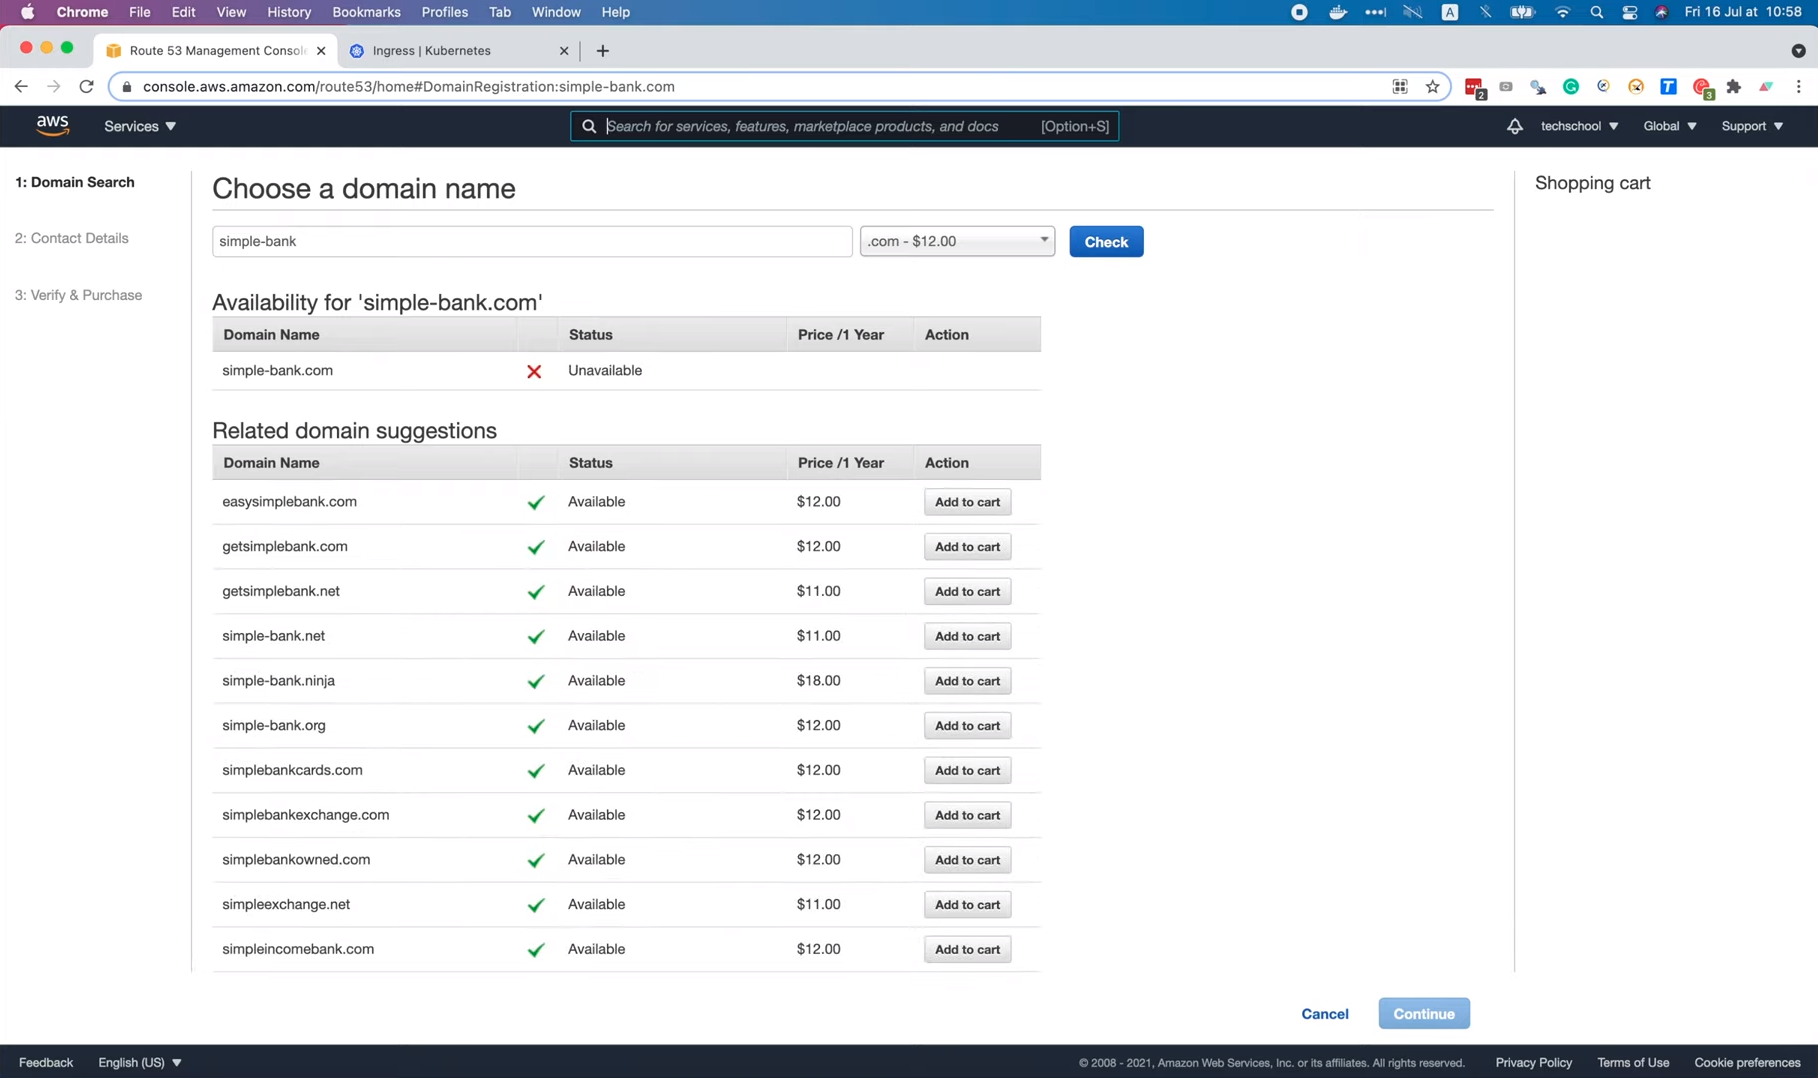 Chrome File Edit View History Bookmarks Profiles Tab Window Help A Fri 16 Jul at 10:58
Route 53 Management Console Ingress | Kubernetes
console.aws.amazon.com/route53/home#DomainRegistration:simple-bank.com 2 T 3
aws Services Search for services, features, marketplace products, and docs [Option+S] techschool Global Support
1: Domain Search
2: Contact Details
3: Verify & Purchase
Choose a domain name
simple-bank .com - $12.00 Check
Availability for 'simple-bank.com'
Domain Name Status Price /1 Year Action
simple-bank.com Unavailable
Related domain suggestions
Domain Name Status Price /1 Year Action
easysimplebank.com Available $12.00 Add to cart
getsimplebank.com Available $12.00 Add to cart
getsimplebank.net Available $11.00 Add to cart
simple-bank.net Available $11.00 Add to cart
simple-bank.ninja Available $18.00 Add to cart
simple-bank.org Available $12.00 Add to cart
simplebankcards.com Available $12.00 Add to cart
simplebankexchange.com Available $12.00 Add to cart
simplebankowned.com Available $12.00 Add to cart
simpleexchange.net Available $11.00 Add to cart
simpleincomebank.com Available $12.00 Add to cart
Shopping cart
Cancel Continue
Feedback English (US) © 2008 - 2021, Amazon Web Services, Inc. or its affiliates. All rights reserved. Privacy Policy Terms of Use Cookie preferences